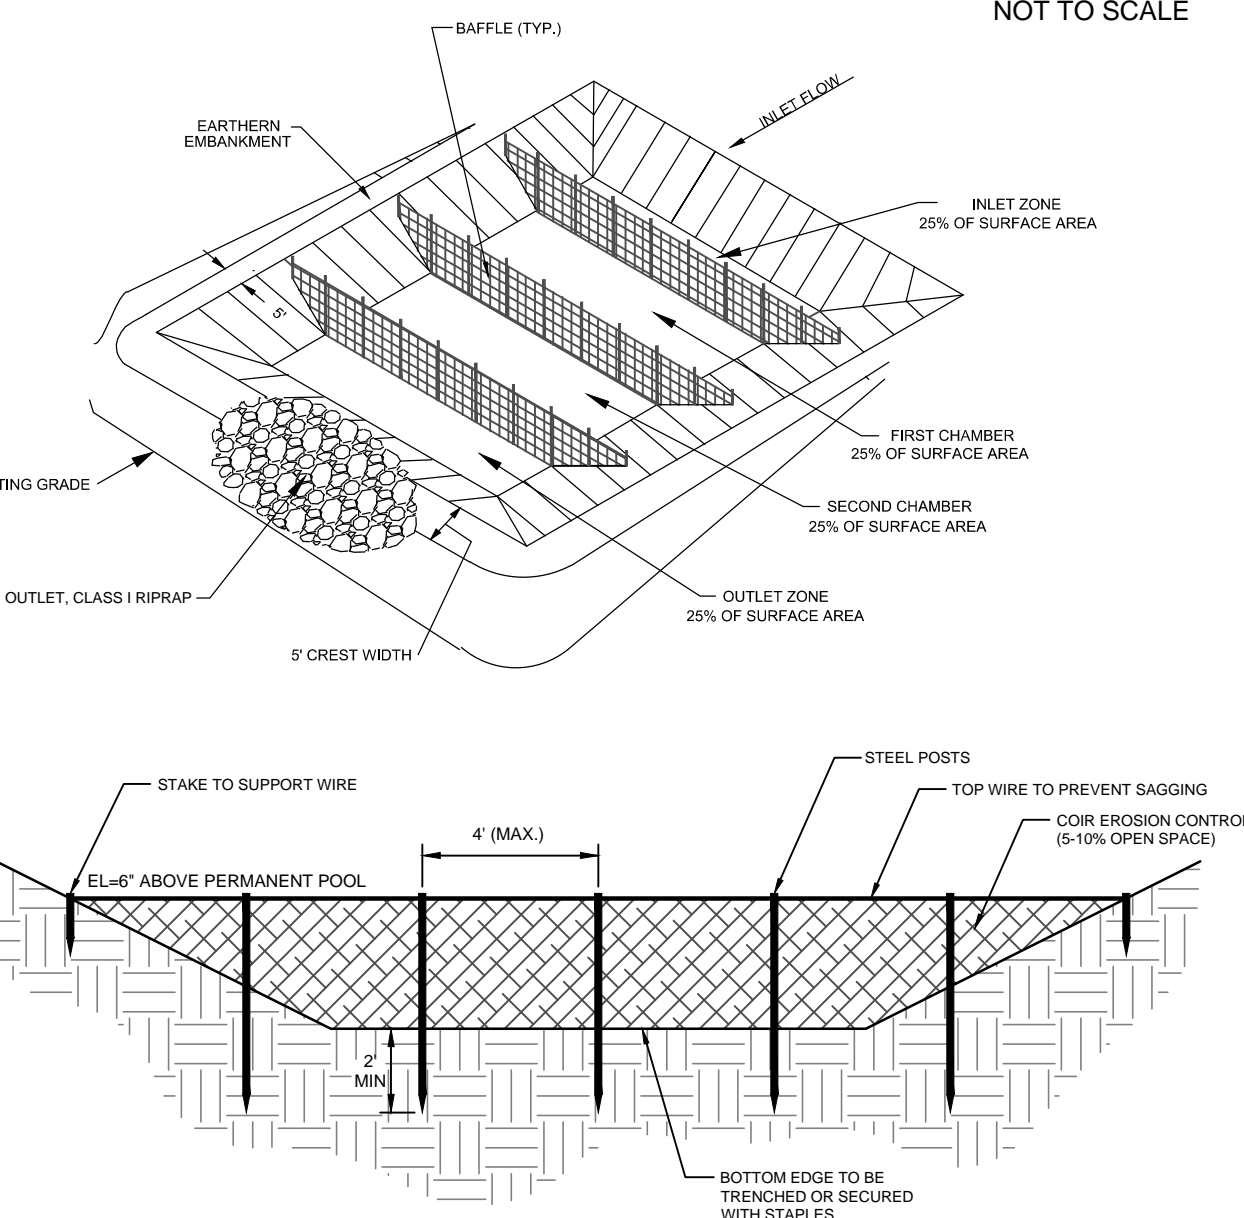 NOT TO SCALE
BAFFLE (TYP.)
INLET FLOW
EARTHERN
EMBANKMENT
INLET ZONE
25% OF SURFACE AREA
5'
FIRST CHAMBER
25% OF SURFACE AREA
TING GRADE
SECOND CHAMBER
25% OF SURFACE AREA
OUTLET, CLASS I RIPRAP
OUTLET ZONE
25% OF SURFACE AREA
5' CREST WIDTH
STEEL POSTS
STAKE TO SUPPORT WIRE
TOP WIRE TO PREVENT SAGGING
COIR EROSION CONTROL
(5-10% OPEN SPACE)
4' (MAX.)
EL=6" ABOVE PERMANENT POOL
2'
MIN
BOTTOM EDGE TO BE
TRENCHED OR SECURED
WITH STAPLES